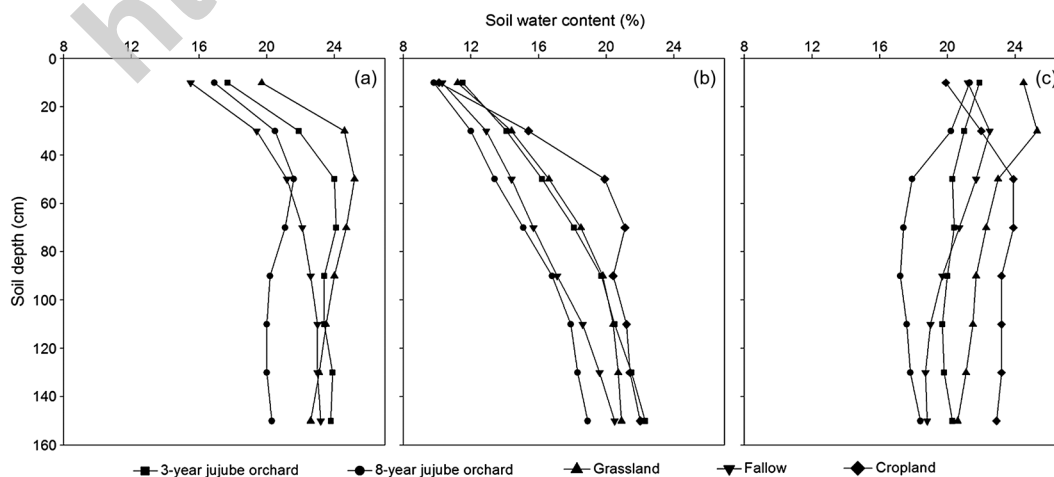 Soil water content (%)
8 12 16 20 24 8 12 16 20 24 8 12 16 20 24
0
20
40
60
80
100
120
140
160
Soil depth (cm)
(a) (b) (c)
3-year jujube orchard 8-year jujube orchard Grassland Fallow Cropland